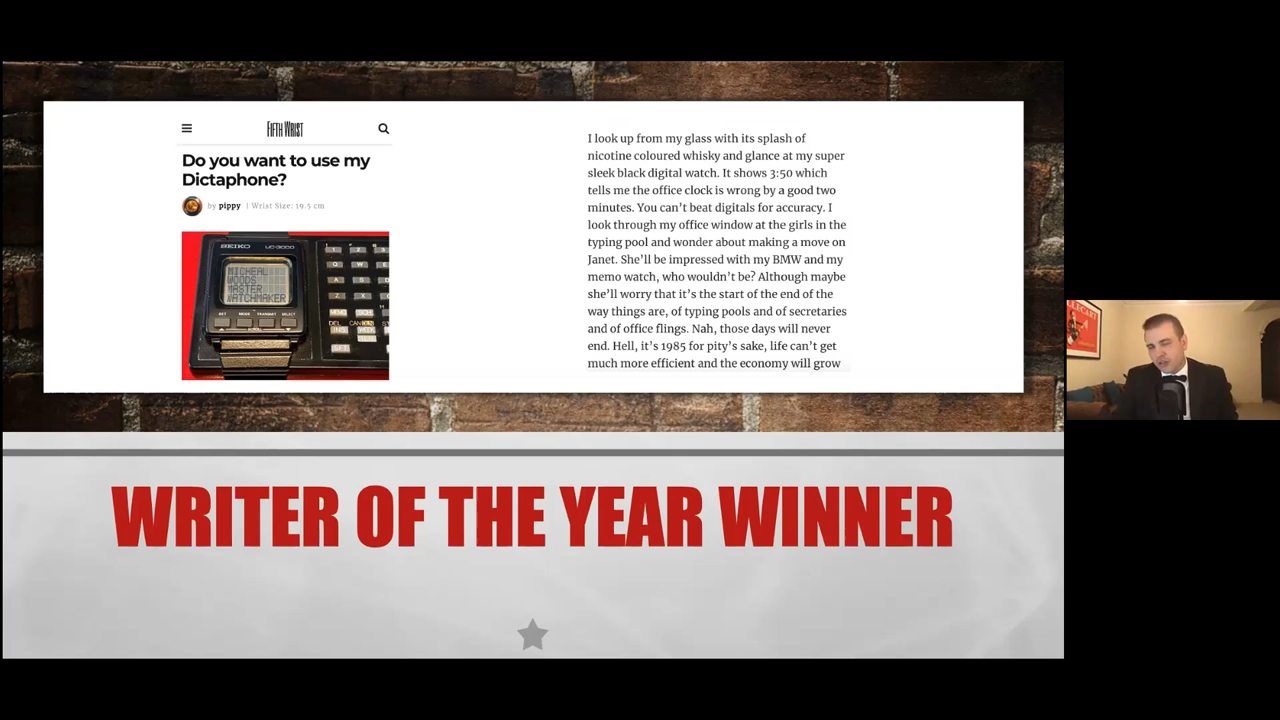 FIFTH WRIST
Do you want to use my
Dictaphone?
by pippy | Wrist Size: 19.5 cm
SEIKO
UC-3000
MICHEAL
WOODS
MASTER
WATCHMAKER
SET MODE TRANSMIT SELECT
I look up from my glass with its splash of
nicotine coloured whisky and glance at my super
sleek black digital watch. It shows 3:50 which
tells me the office clock is wrong by a good two
minutes. You can't beat digitals for accuracy. I
look through my office window at the girls in the
typing pool and wonder about making a move on
Janet. She'll be impressed with my BMW and my
memo watch, who wouldn't be? Although maybe
she'll worry that it's the start of the end of the
way things are, of typing pools and of secretaries
and of office flings. Nah, those days will never
end. Hell, it's 1985 for pity's sake, life can't get
much more efficient and the economy will grow
WRITER OF THE YEAR WINNER